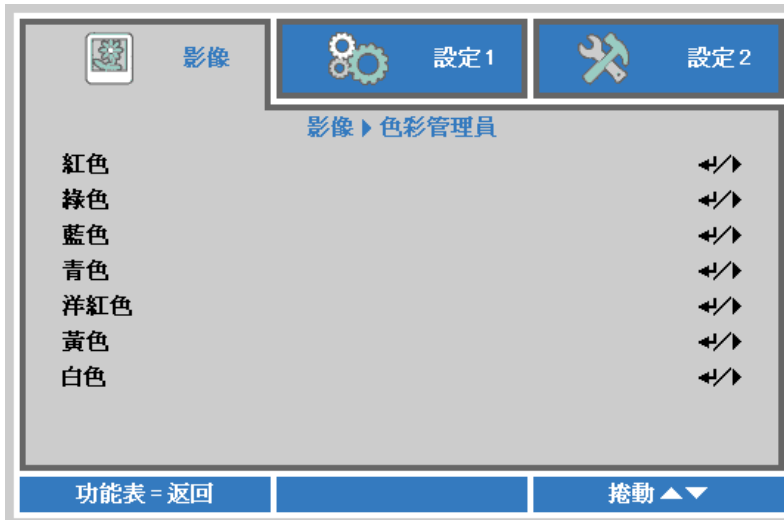 影像 設定1 設定2
影像▶色彩管理員
紅色 ↵/▶
綠色 ↵/▶
藍色 ↵/▶
青色 ↵/▶
洋紅色 ↵/▶
黃色 ↵/▶
白色 ↵/▶
功能表=返回 捲動▲▼